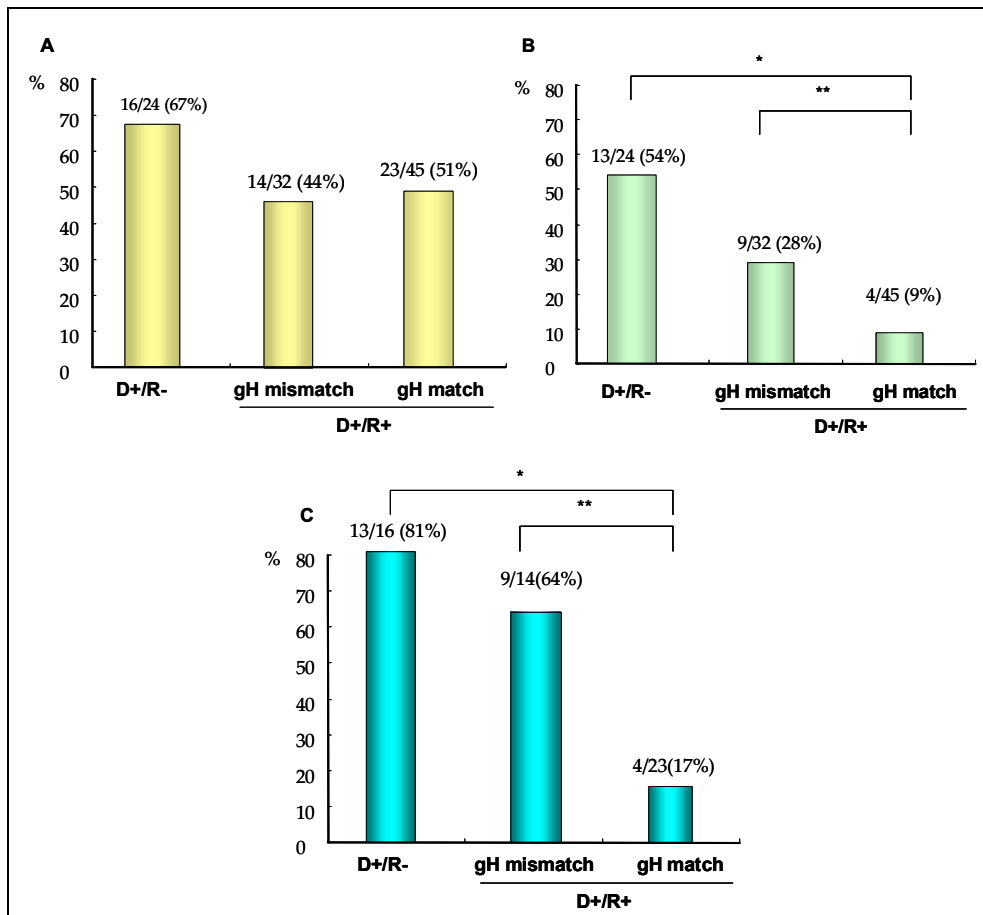 A
%
80
70
60
50
40
30
20
10
0
16/24 (67%)
14/32 (44%)
23/45 (51%)
D+/R-
gH mismatch
gH match
D+/R+
B
%
80
70
60
50
40
30
20
10
0
*
**
13/24 (54%)
9/32 (28%)
4/45 (9%)
D+/R-
gH mismatch
gH match
D+/R+
C
%
80
70
60
50
40
30
20
10
0
*
**
13/16 (81%)
9/14(64%)
4/23(17%)
D+/R-
gH mismatch
gH match
D+/R+